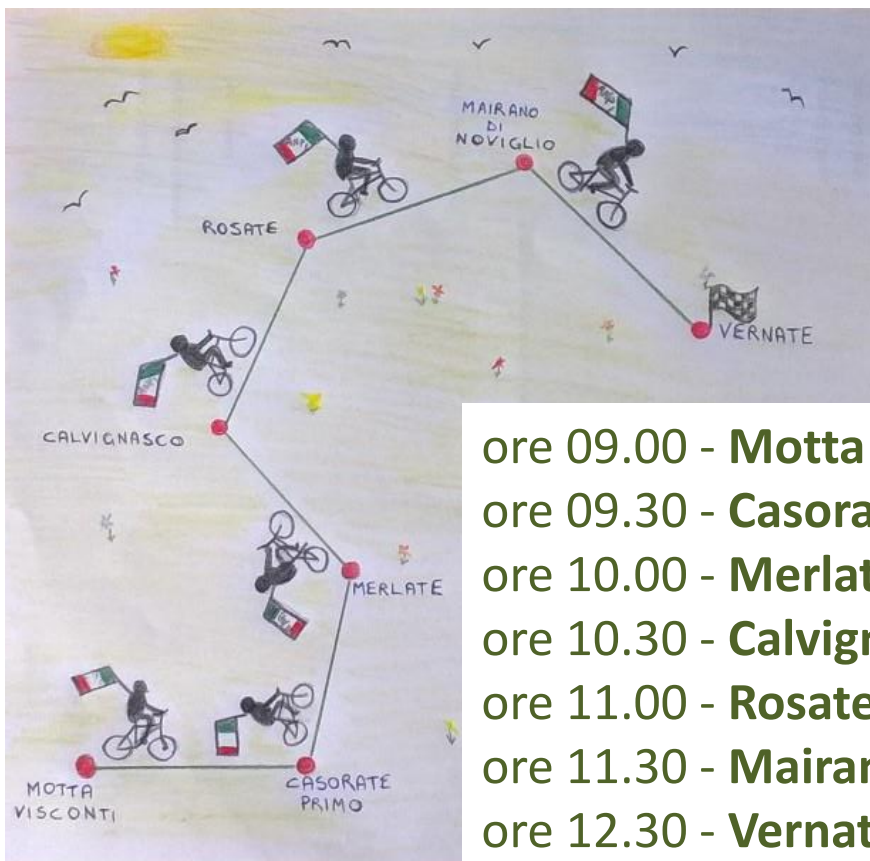 MAIRANO
DI
NOVIGLIO
ANPI
ANPI
ROSATE
VERNATE
CALVIGNASCO
MERLATE
MOTTA
VISCONTI
CASORATE
PRIMO
ore 09.00 - Motta
ore 09.30 - Casora
ore 10.00 - Merlat
ore 10.30 - Calvign
ore 11.00 - Rosate
ore 11.30 - Mairan
ore 12.30 - Vernat